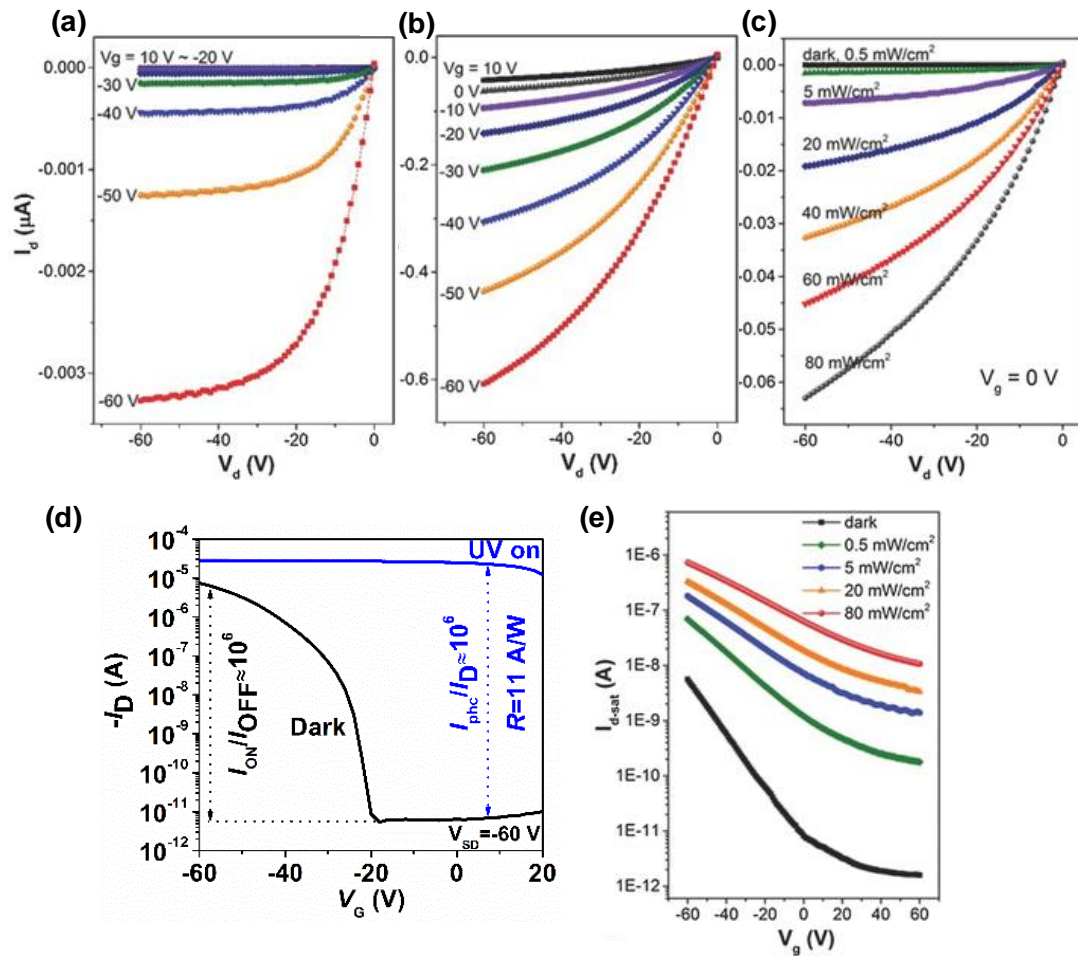 (a)
Vg = 10 V ~ -20 V
0.000
-30 V
-40 V
-0.001
-50 V
-0.002
-0.003
-60 V
I_d (μA)
-60 -40 -20 0
V_d (V)
(b)
0.0
Vg = 10 V
0 V
-10 V
-20 V
-0.2
-30 V
-40 V
-0.4
-50 V
-0.6
-60 V
-60 -40 -20 0
V_d (V)
(c)
0.00
dark, 0.5 mW/cm²
5 mW/cm²
-0.01
20 mW/cm²
-0.02
-0.03
40 mW/cm²
-0.04
60 mW/cm²
-0.05
80 mW/cm²
-0.06
V_g = 0 V
-60 -40 -20 0
V_d (V)
(d)
10⁻⁴
10⁻⁵
10⁻⁶
10⁻⁷
10⁻⁸
10⁻⁹
10⁻¹⁰
10⁻¹¹
10⁻¹²
-I_D (A)
UV on
I_ON/I_OFF≈10⁶
Dark
I_phc/I_D≈10⁶
R=11 A/W
V_SD=-60 V
-60 -40 -20 0 20
V_G (V)
(e)
dark
0.5 mW/cm²
5 mW/cm²
20 mW/cm²
80 mW/cm²
1E-6
1E-7
1E-8
1E-9
1E-10
1E-11
1E-12
I_d-sat (A)
-60 -40 -20 0 20 40 60
V_g (V)